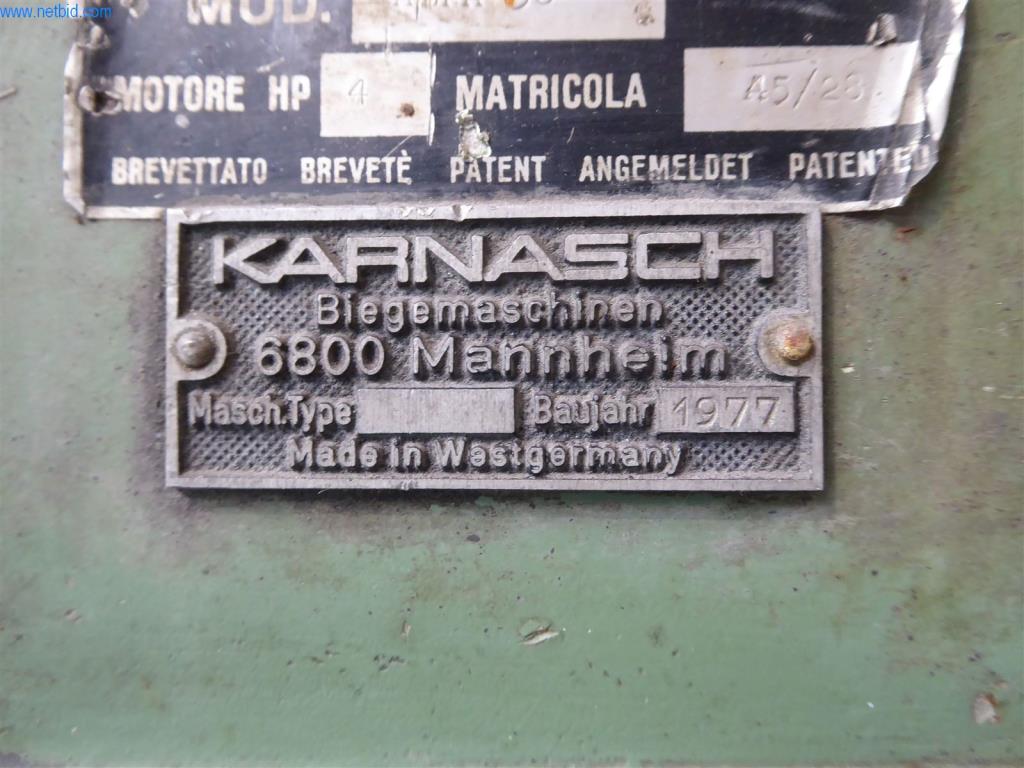 www.netbid.com
MOD.
MOTORE HP 4 MATRICOLA 45/28
BREVETTATO BREVETÈ PATENT ANGEMELDET PATENTED
KARNASCH
Biegemaschinen
6800 Mannheim
Masch.Type Baujahr 1977
Made in Westgermany